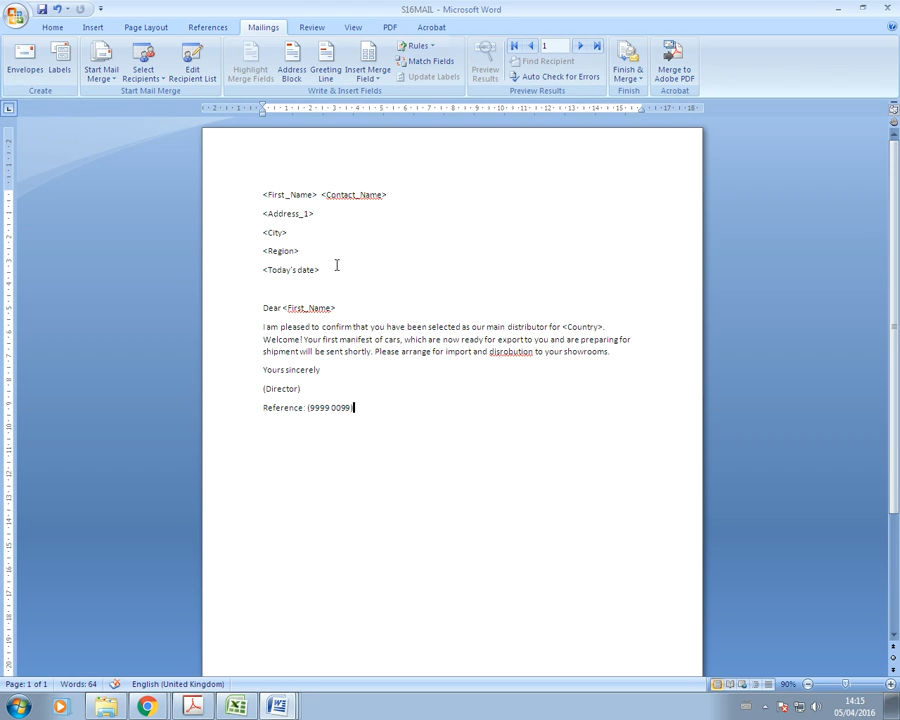 S16MAIL - Microsoft Word
Home Insert Page Layout References Mailings Review View PDF Acrobat
Envelopes Labels Start Mail Merge Select Recipients Edit Recipient List Highlight Merge Fields Address Block Greeting Line Insert Merge Field Rules Match Fields Update Labels Preview Results 1 Find Recipient Auto Check for Errors Finish & Merge Merge to Adobe PDF
Create Start Mail Merge Write & Insert Fields Preview Results Finish Acrobat
<First _Name> <Contact_Name>
<Address_1>
<City>
<Region>
<Today's date>
Dear <First_Name>
I am pleased to confirm that you have been selected as our main distributor for <Country>.
Welcome! Your first manifest of cars, which are now ready for export to you and are preparing for
shipment will be sent shortly. Please arrange for import and disrobution to your showrooms.
Yours sincerely
(Director)
Reference: (9999 0099)
Page: 1 of 1 Words: 64 English (United Kingdom) 90%
14:15
05/04/2016